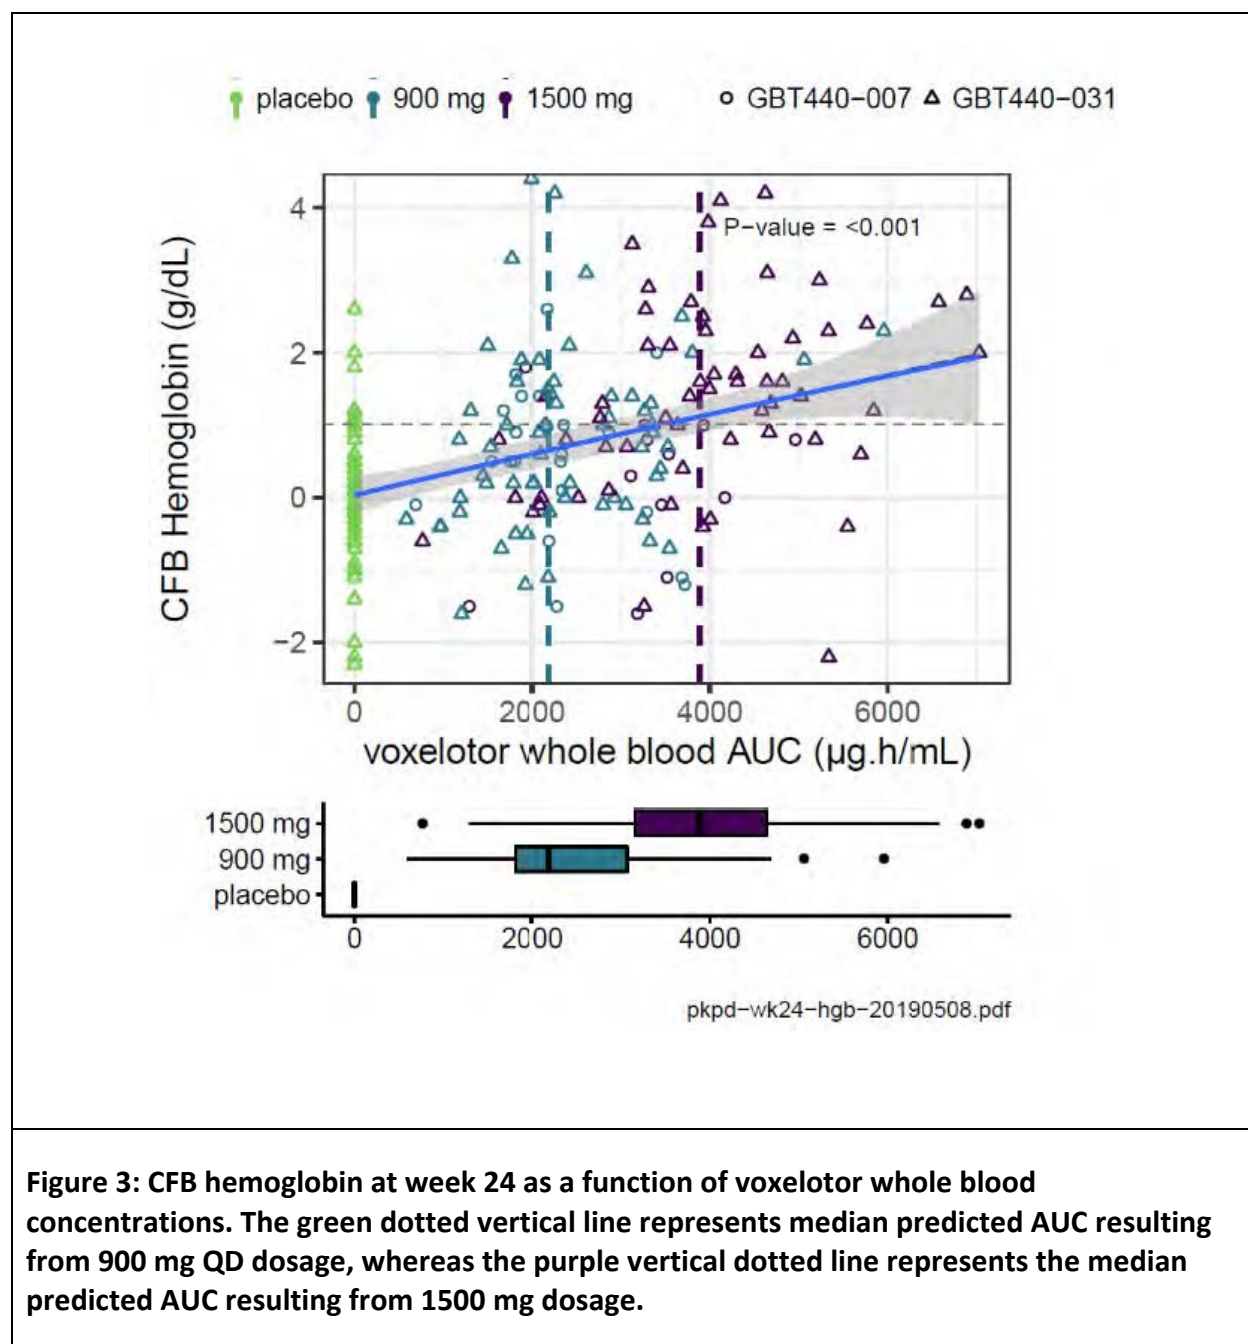 placebo 900 mg 1500 mg GBT440−007 GBT440−031
4
P−value = <0.001
2
0
−2
CFB Hemoglobin (g/dL)
0 2000 4000 6000
voxelotor whole blood AUC (µg.h/mL)
1500 mg
900 mg
placebo
0 2000 4000 6000
pkpd−wk24−hgb−20190508.pdf
Figure 3: CFB hemoglobin at week 24 as a function of voxelotor whole blood
concentrations. The green dotted vertical line represents median predicted AUC resulting
from 900 mg QD dosage, whereas the purple vertical dotted line represents the median
predicted AUC resulting from 1500 mg dosage.